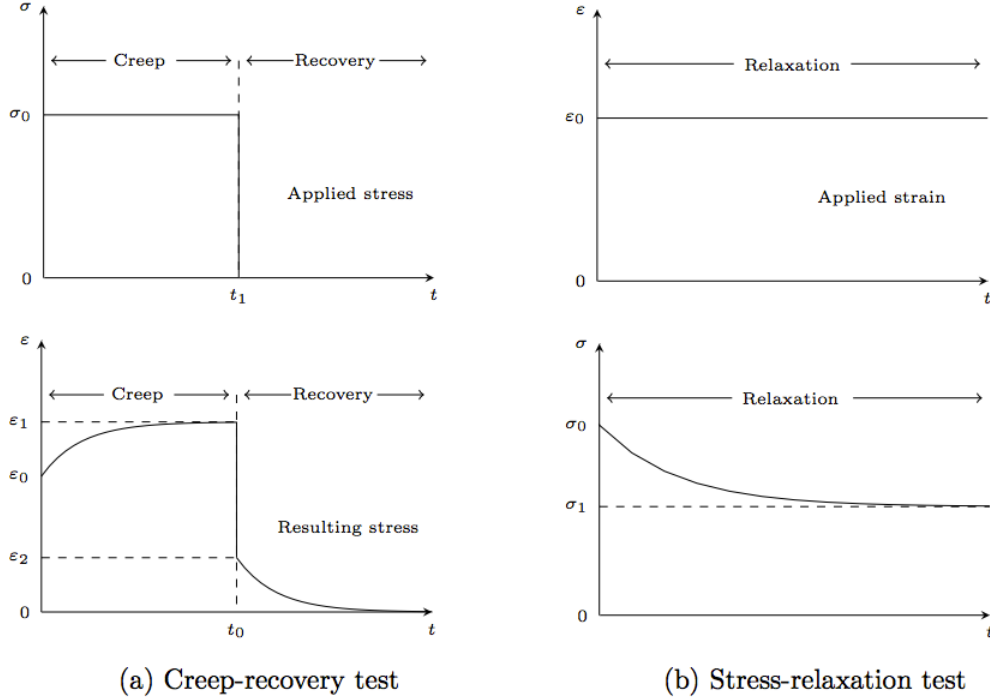 σ
Creep
Recovery
σ0
Applied stress
0
t1
t
ε
Creep
Recovery
ε1
ε0
Resulting stress
ε2
0
t0
t
(a) Creep-recovery test
ε
Relaxation
ε0
Applied strain
0
t
σ
Relaxation
σ0
σ1
0
t
(b) Stress-relaxation test